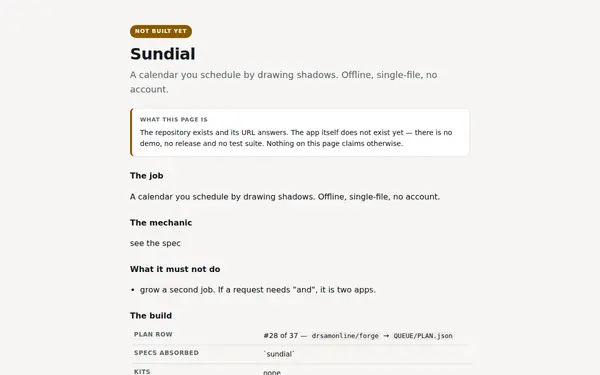 NOT BUILT YET
Sundial
A calendar you schedule by drawing shadows. Offline, single-file, no
account.
WHAT THIS PAGE IS
The repository exists and its URL answers. The app itself does not exist yet — there is no
demo, no release and no test suite. Nothing on this page claims otherwise.
The job
A calendar you schedule by drawing shadows. Offline, single-file, no account.
The mechanic
see the spec
What it must not do
• grow a second job. If a request needs "and", it is two apps.
The build
PLAN ROW #28 of 37 — drsamonline/forge → QUEUE/PLAN.json
SPECS ABSORBED `sundial`
KITS none